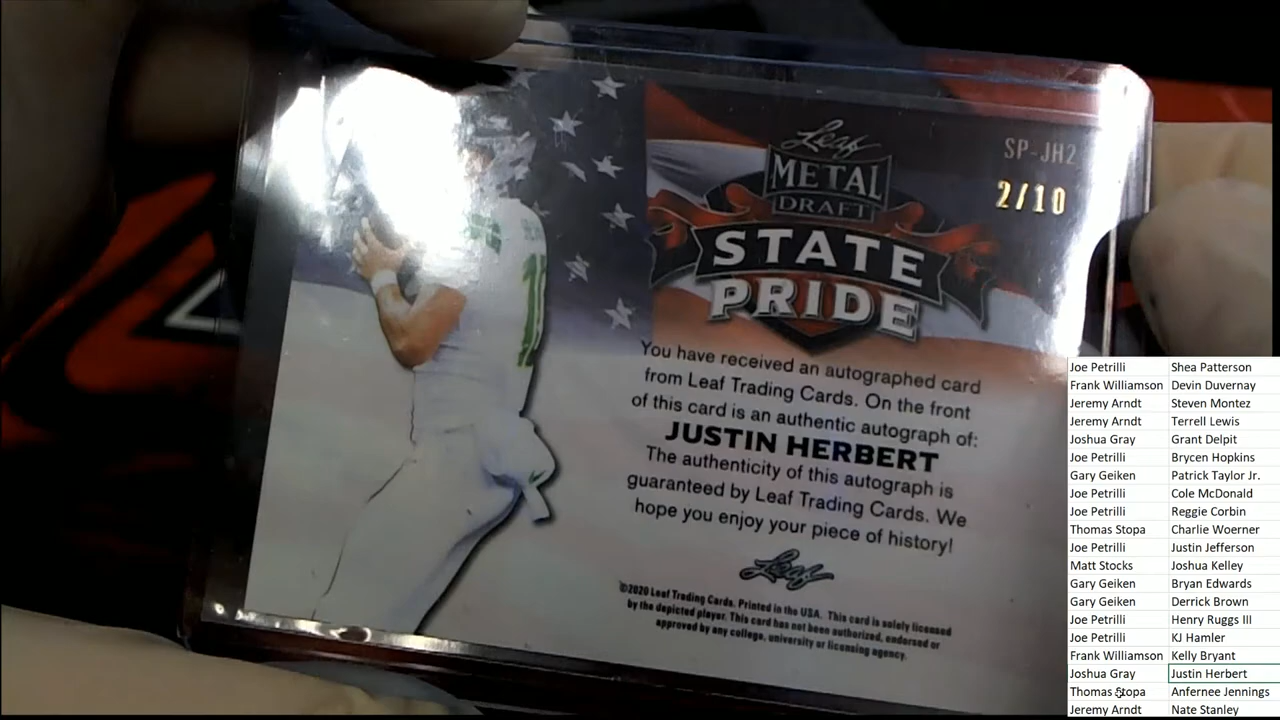 Leaf
METAL
DRAFT
STATE
PRIDE
SP-JH2
2/10
You have received an autographed card
from Leaf Trading Cards. On the front
of this card is an authentic autograph of:
JUSTIN HERBERT
The authenticity of this autograph is
guaranteed by Leaf Trading Cards. We
hope you enjoy your piece of history!
Leaf
©2020 Leaf Trading Cards. Printed in the USA. This card is solely licensed
by the depicted player. This card has not been authorized, endorsed or
approved by any college, university or licensing agency.
Joe Petrilli Shea Patterson
Frank Williamson Devin Duvernay
Jeremy Arndt Steven Montez
Jeremy Arndt Terrell Lewis
Joshua Gray Grant Delpit
Joe Petrilli Brycen Hopkins
Gary Geiken Patrick Taylor Jr.
Joe Petrilli Cole McDonald
Joe Petrilli Reggie Corbin
Thomas Stopa Charlie Woerner
Joe Petrilli Justin Jefferson
Matt Stocks Joshua Kelley
Gary Geiken Bryan Edwards
Gary Geiken Derrick Brown
Joe Petrilli Henry Ruggs III
Joe Petrilli KJ Hamler
Frank Williamson Kelly Bryant
Joshua Gray Justin Herbert
Thomas Stopa Anfernee Jennings
Jeremy Arndt Nate Stanley